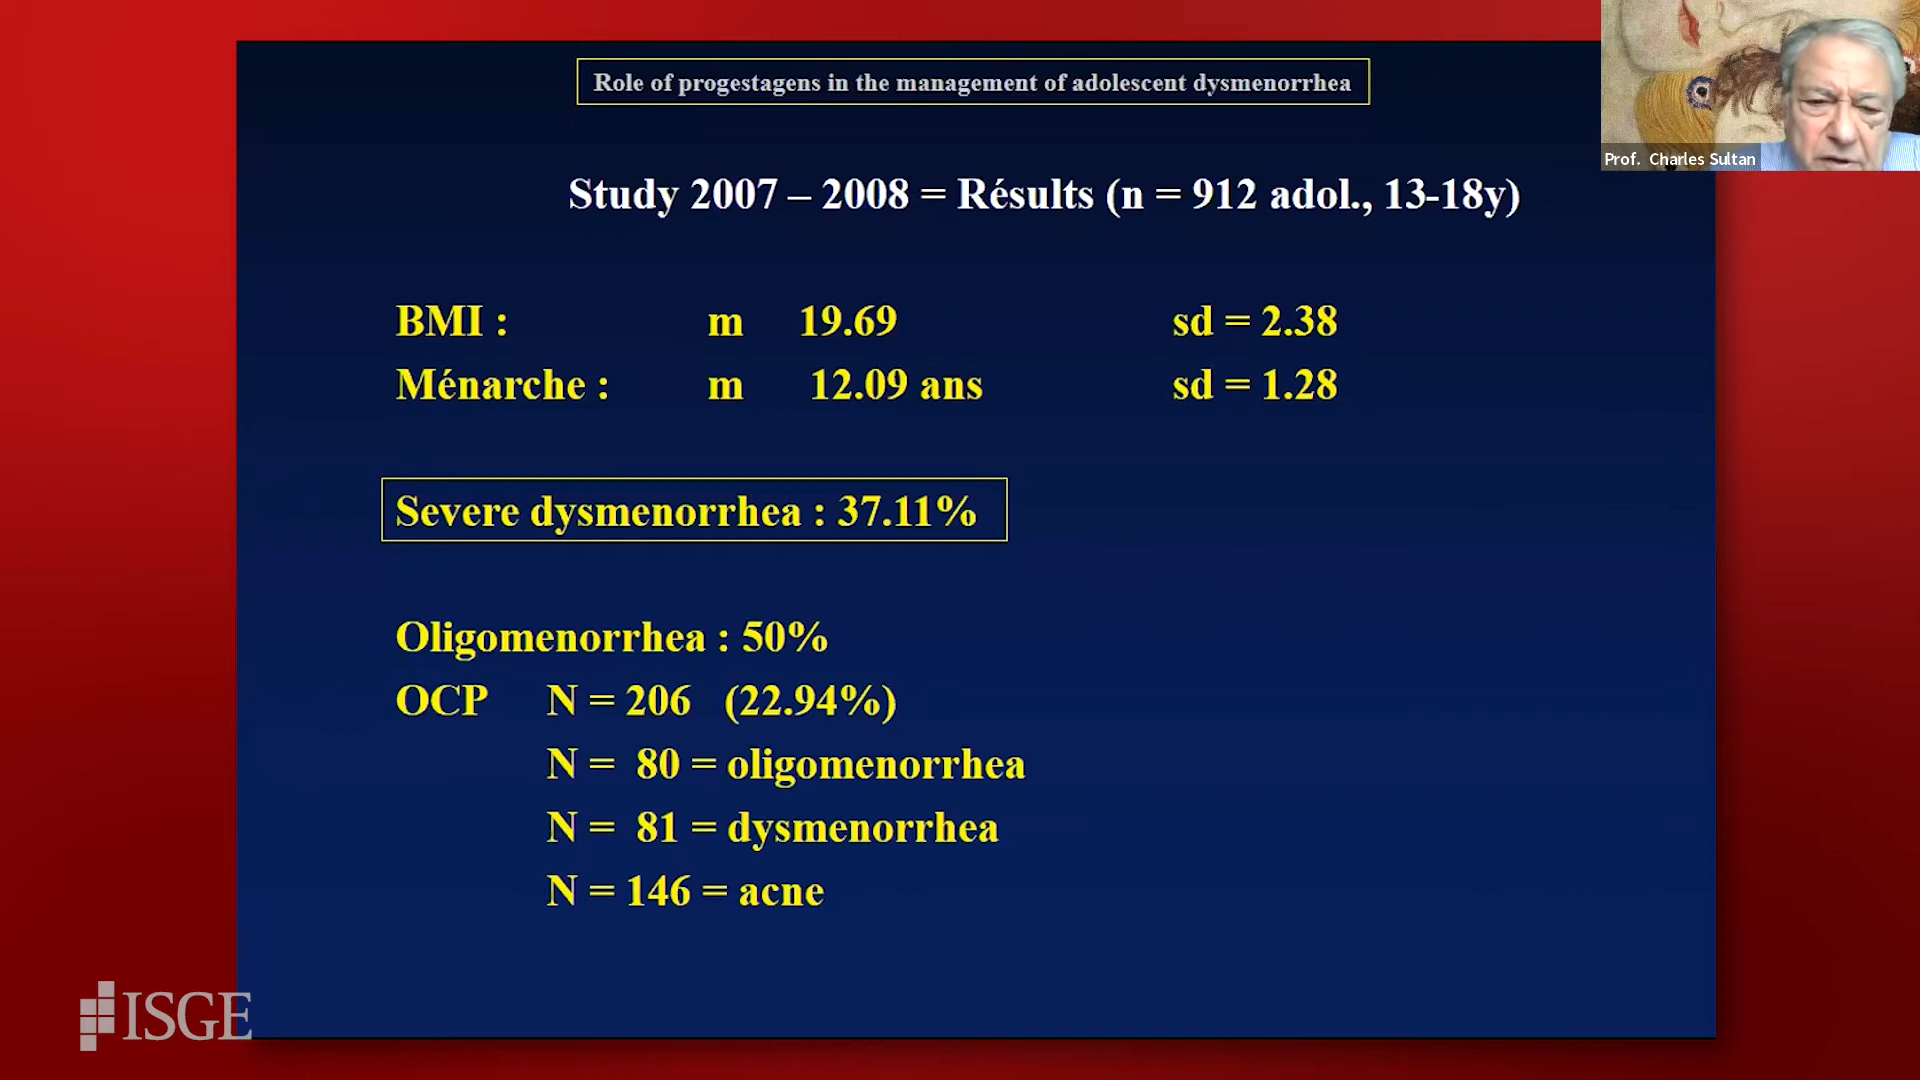 Role of progestagens in the management of adolescent dysmenorrhea
Prof. Charles Sultan
Study 2007 – 2008 = Résults (n = 912 adol., 13-18y)
BMI : m 19.69 sd = 2.38
Ménarche : m 12.09 ans sd = 1.28
Severe dysmenorrhea : 37.11%
Oligomenorrhea : 50%
OCP N = 206 (22.94%)
N = 80 = oligomenorrhea
N = 81 = dysmenorrhea
N = 146 = acne
ISGE